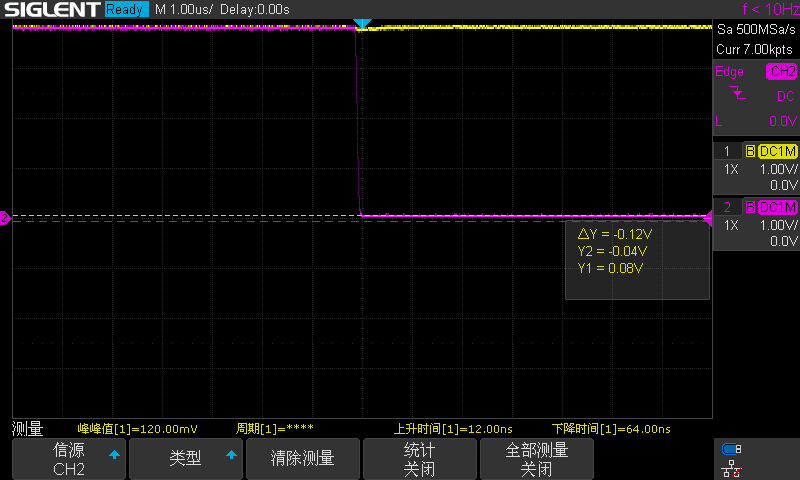 SIGLENT Ready M 1.00us/ Delay:0.00s f < 10Hz
Sa 500MSa/s
Curr 7.00kpts
Edge CH2
DC
L 0.0V
1 B DC1M
1X 1.00V/
0.0V
2 B DC1M
1X 1.00V/
0.0V
2
△Y = -0.12V
Y2 = -0.04V
Y1 = 0.08V
测量 峰峰值[1]=120.00mV 周期[1]=**** 上升时间[1]=12.00ns 下降时间[1]=64.00ns
信源
CH2
类型
清除测量
统计
关闭
全部测量
关闭